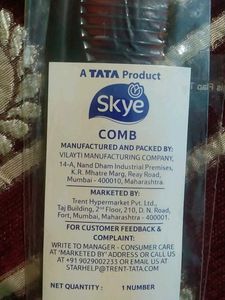 A TATA Product
Skye
COMB
MANUFACTURED AND PACKED BY:
VILAYTI MANUFACTURING COMPANY,
14-A, Nand Dham Industrial Premises,
K.R. Mhatre Marg, Reay Road,
Mumbai - 400010, Maharashtra.
MARKETED BY:
Trent Hypermarket Pvt. Ltd.,
Taj Building, 2nd Floor, 210, D. N. Road,
Fort, Mumbai, Maharashtra - 400001.
FOR CUSTOMER FEEDBACK &
COMPLAINT:
WRITE TO MANAGER - CONSUMER CARE
AT 'MARKETED BY' ADDRESS OR CALL US
AT +91 9029002233 OR EMAIL US AT
STARHELP@TRENT-TATA.COM
NET QUANTITY : 1 NUMBER